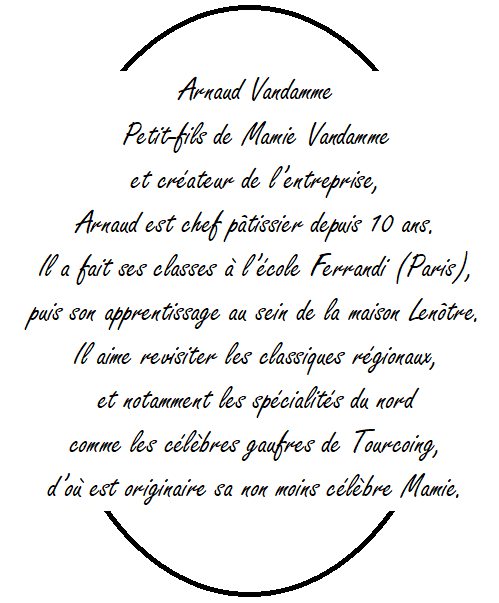 Arnaud Vandamme
Petit-fils de Mamie Vandamme
et créateur de l'entreprise,
Arnaud est chef pâtissier depuis 10 ans.
Il a fait ses classes à l'école Ferrandi (Paris),
puis son apprentissage au sein de la maison Lenôtre.
Il aime revisiter les classiques régionaux,
et notamment les spécialités du nord
comme les célèbres gaufres de Tourcoing,
d'où est originaire sa non moins célèbre Mamie.